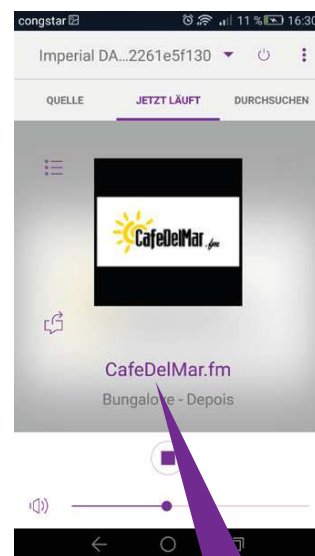 congstar 11 % 16:30
Imperial DA...2261e5f130
QUELLE JETZT LÄUFT DURCHSUCHEN
CafeDelMar.fm
CafeDelMar.fm
Bungalove - Depois